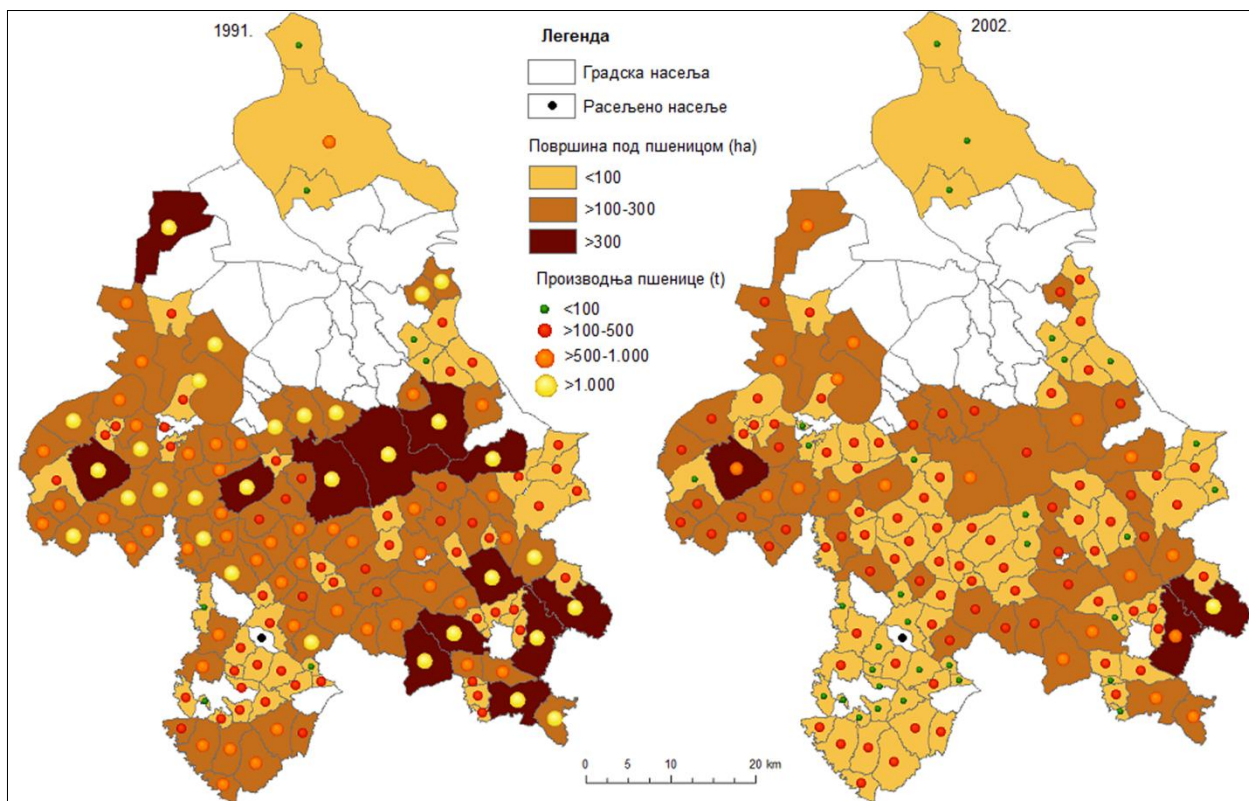 1991.
Легенда
2002.
Градска насеља
Расељено насеље
Површина под пшеницом (ha)
<100
>100-300
>300
Производња пшенице (t)
<100
>100-500
>500-1.000
>1.000
0 5 10 20 km